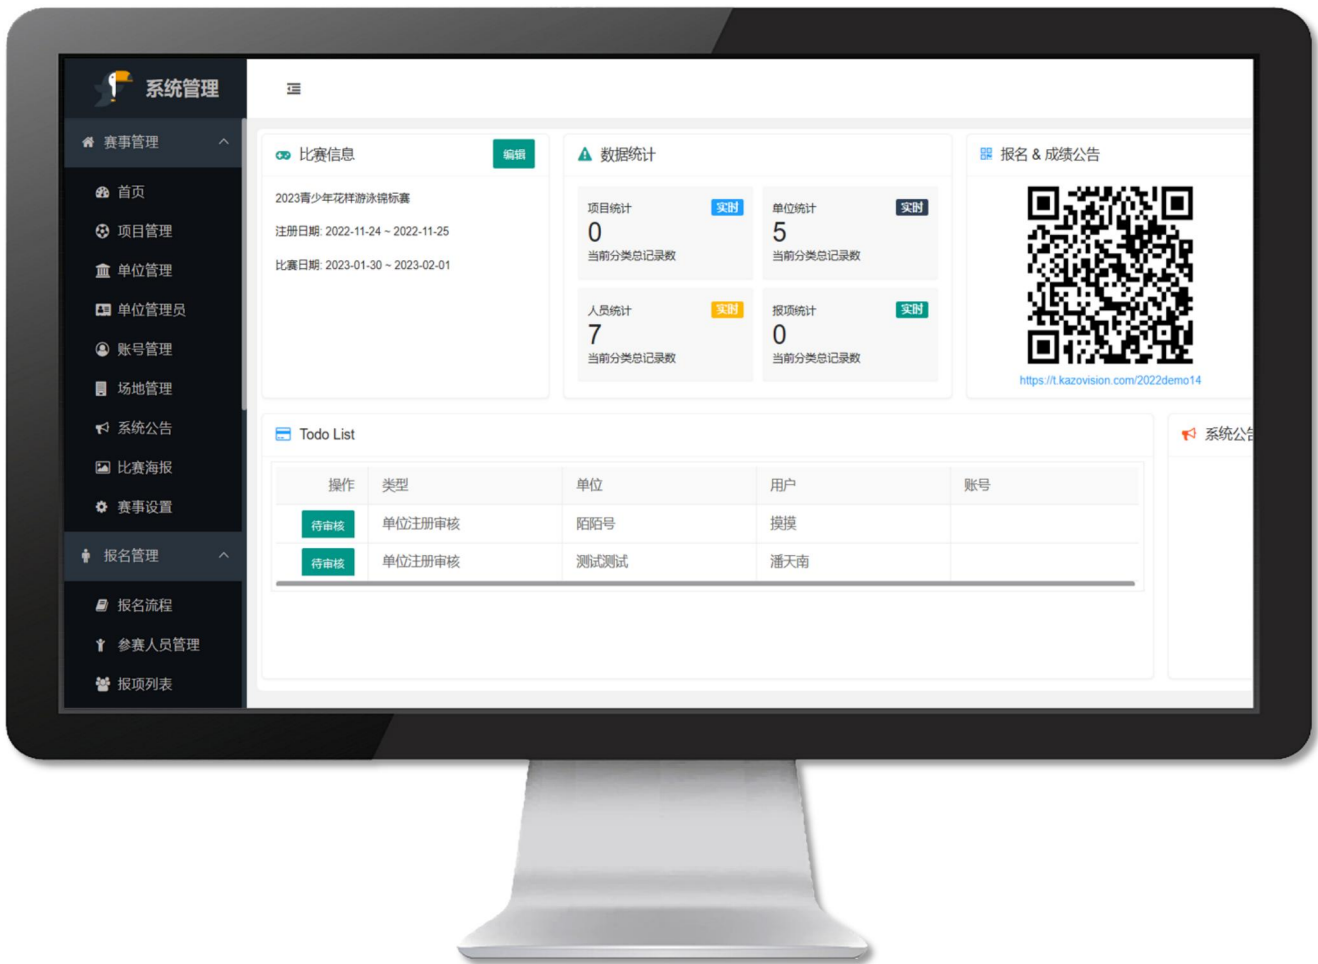 系统管理
赛事管理
首页
项目管理
单位管理
单位管理员
账号管理
场地管理
系统公告
比赛海报
赛事设置
报名管理
报名流程
参赛人员管理
报项列表
比赛信息
编辑
2023青少年花样游泳锦标赛
注册日期: 2022-11-24 ~ 2022-11-25
比赛日期: 2023-01-30 ~ 2023-02-01
数据统计
项目统计 实时
0
当前分类总记录数
单位统计 实时
5
当前分类总记录数
人员统计 实时
7
当前分类总记录数
报项统计 实时
0
当前分类总记录数
报名 & 成绩公告
https://t.kazovision.com/2022demo14
Todo List
操作 类型 单位 用户 账号
待审核 单位注册审核 陌陌号 摸摸
待审核 单位注册审核 测试测试 潘天南
系统公告